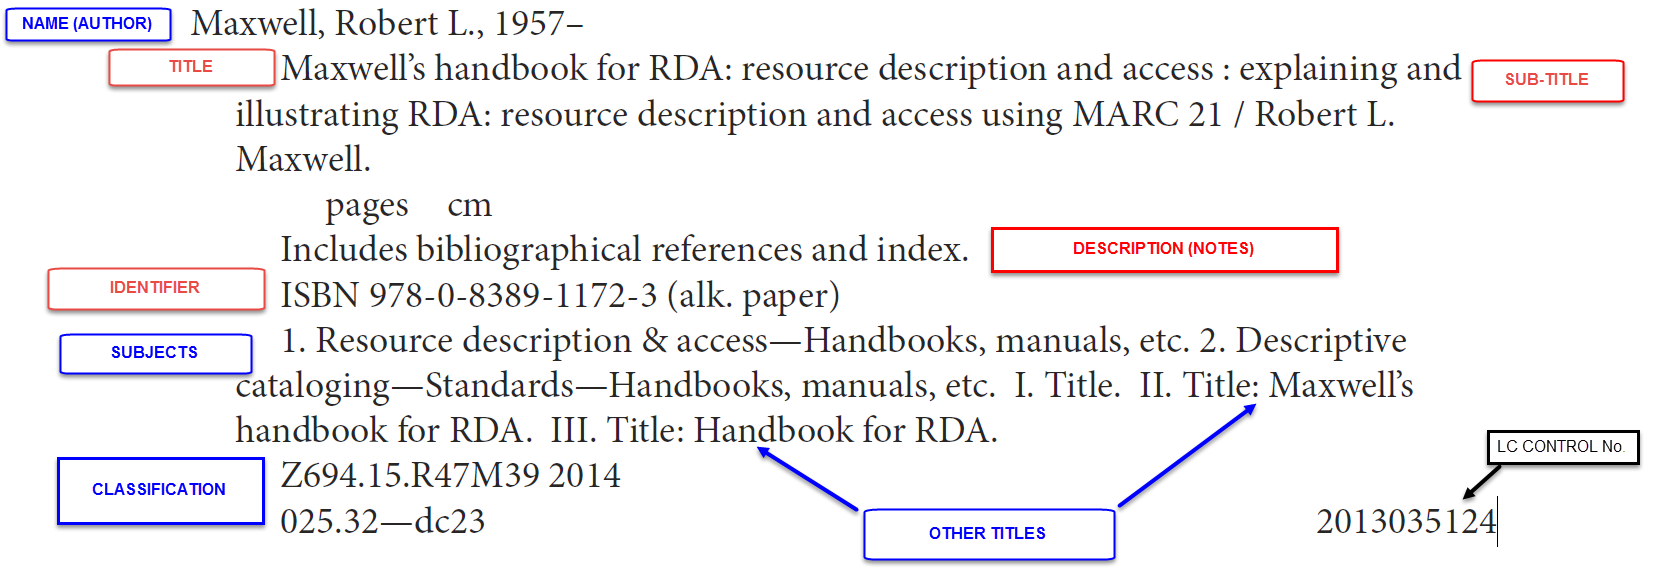 NAME (AUTHOR) Maxwell, Robert L., 1957–
TITLE Maxwell’s handbook for RDA: resource description and access : explaining and SUB-TITLE
illustrating RDA: resource description and access using MARC 21 / Robert L.
Maxwell.
pages cm
Includes bibliographical references and index. DESCRIPTION (NOTES)
IDENTIFIER ISBN 978-0-8389-1172-3 (alk. paper)
SUBJECTS 1. Resource description & access—Handbooks, manuals, etc. 2. Descriptive
cataloging—Standards—Handbooks, manuals, etc. I. Title. II. Title: Maxwell’s
handbook for RDA. III. Title: Handbook for RDA.
LC CONTROL No.
CLASSIFICATION Z694.15.R47M39 2014
025.32—dc23 2013035124
OTHER TITLES